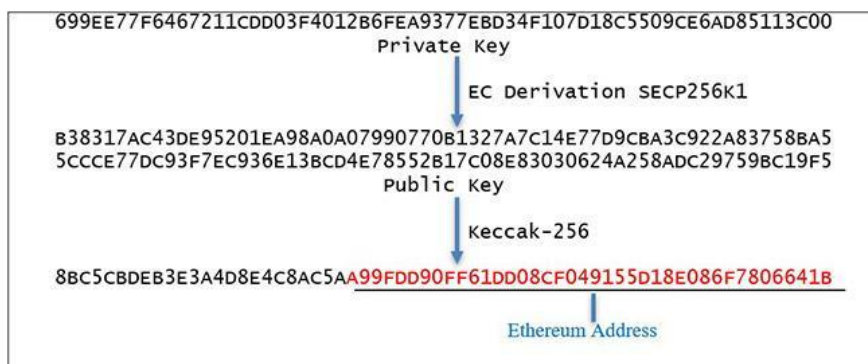 699EE77F6467211CDD03F4012B6FEA9377EBD34F107D18C5509CE6AD85113C00
Private Key
EC Derivation SECP256K1
B38317AC43DE95201EA98A0A07990770B1327A7C14E77D9CBA3C922A83758BA5
5CCCE77DC93F7EC936E13BCD4E78552B17C08E83030624A258ADC29759BC19F5
Public Key
Keccak-256
8BC5CBDEB3E3A4D8E4C8AC5AA99FDD90FF61DD08CF049155D18E086F7806641B
Ethereum Address